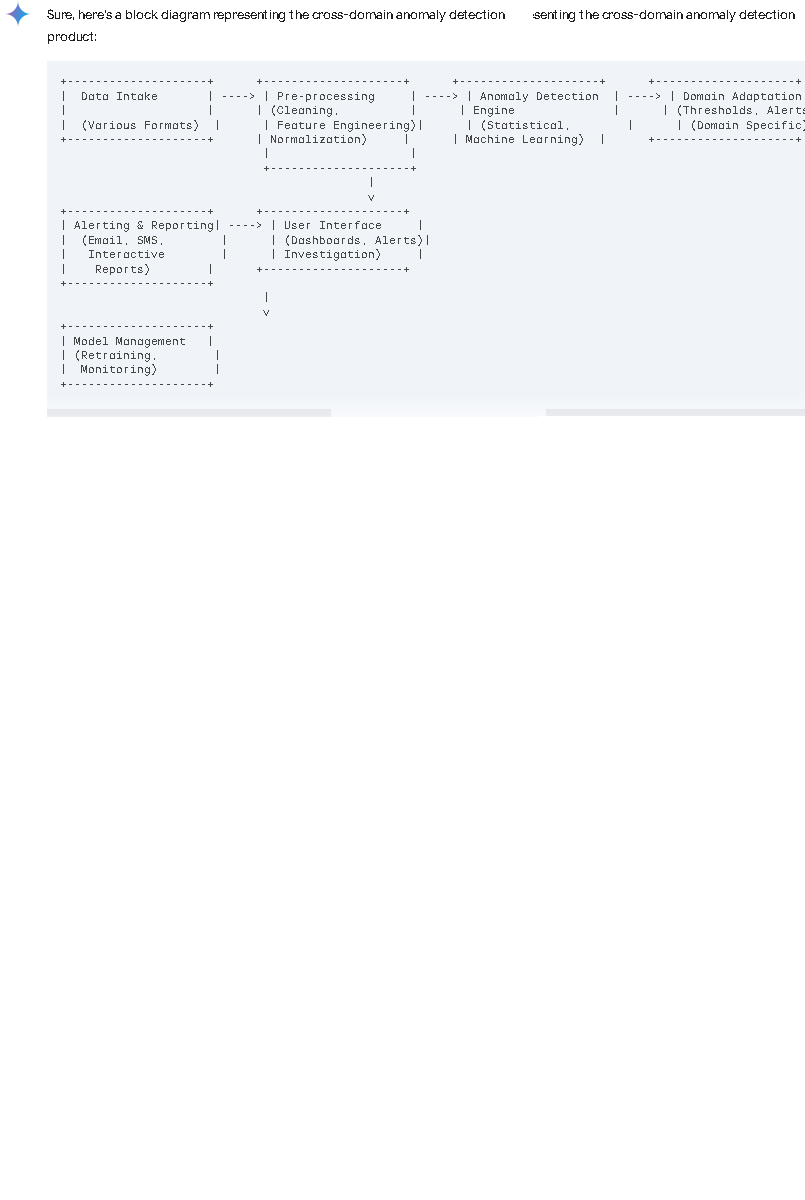 Sure, here's a block diagram representing the cross-domain anomaly detection senting the cross-domain anomaly detection
product:
+--------------------+ +--------------------+ +--------------------+ +--------------------+
| Data Intake | ----> | Pre-processing | ----> | Anomaly Detection | ----> | Domain Adaptation
| | | (Cleaning, | | Engine | | (Thresholds, Alerts
| (Various Formats) | | Feature Engineering)| | (Statistical, | | (Domain Specific)
+--------------------+ | Normalization) | | Machine Learning) | +--------------------+
| |
+--------------------+
|
v
+--------------------+ +--------------------+
| Alerting & Reporting| ----> | User Interface |
| (Email, SMS, | | (Dashboards, Alerts)|
| Interactive | | Investigation) |
| Reports) | +--------------------+
+--------------------+
|
v
+--------------------+
| Model Management |
| (Retraining, |
| Monitoring) |
+--------------------+